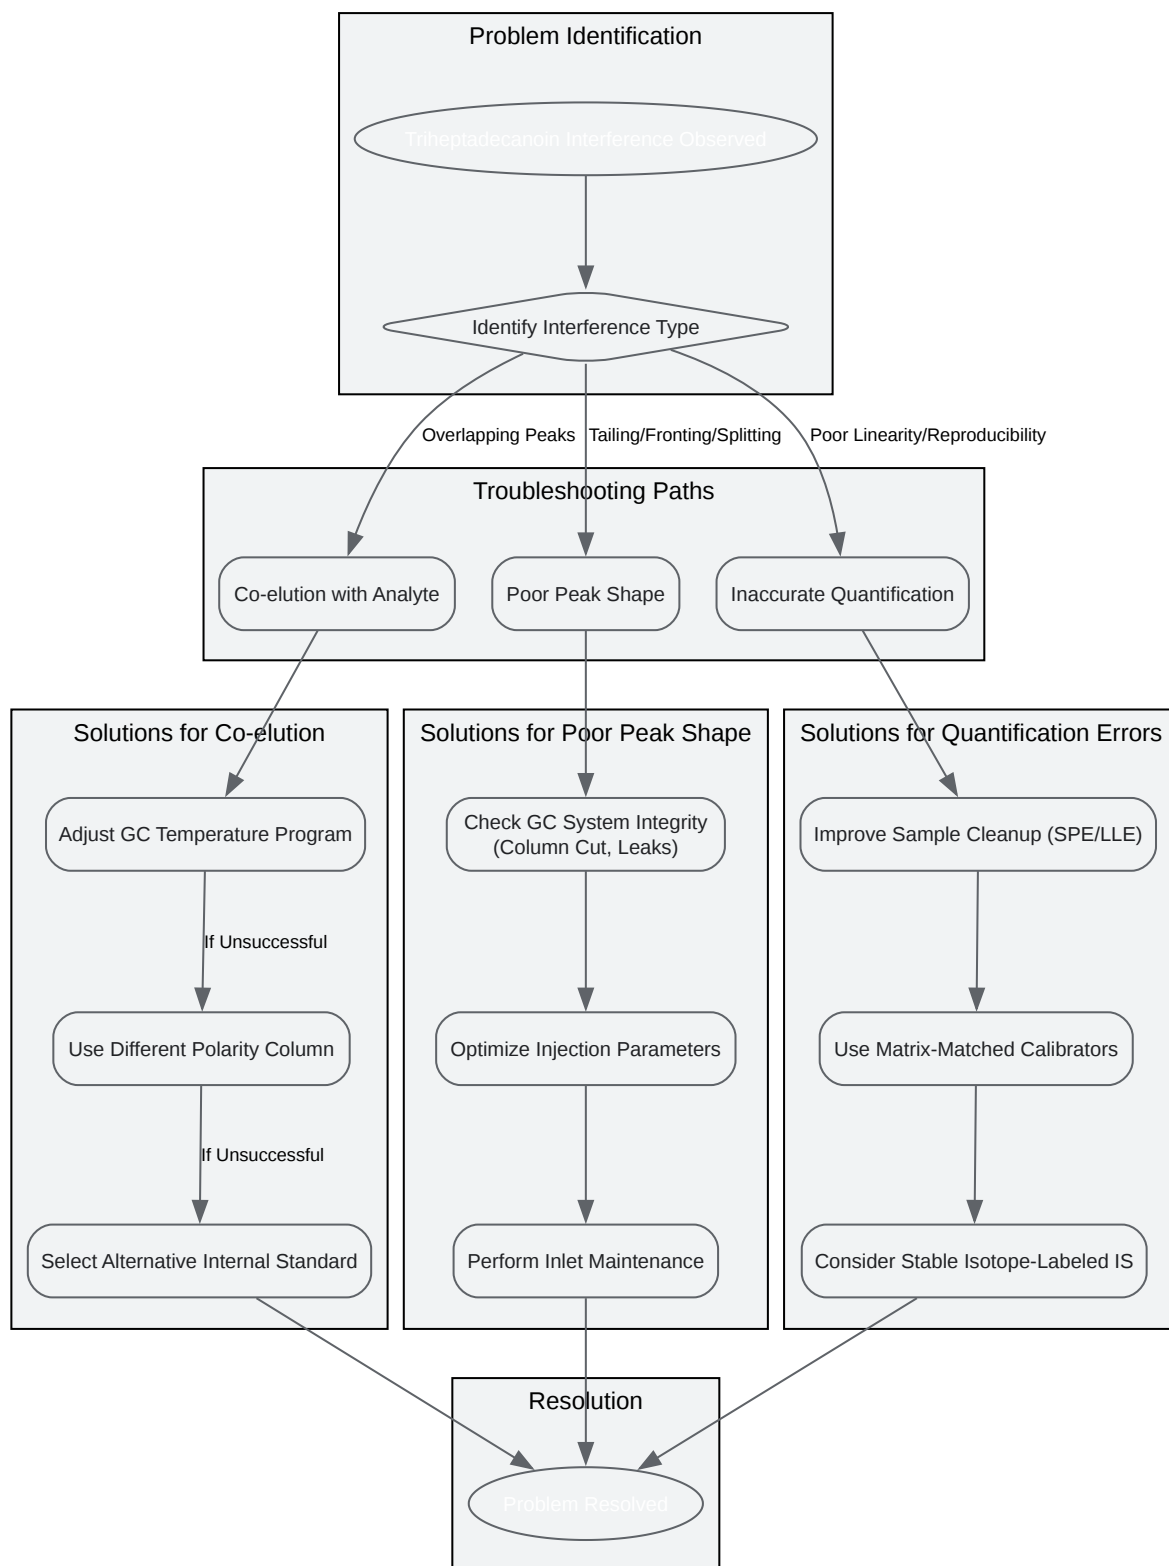 Problem Identification
Triheptadecanoin Interference Observed
Identify Interference Type
Overlapping Peaks
Tailing/Fronting/Splitting
Poor Linearity/Reproducibility
Troubleshooting Paths
Co-elution with Analyte
Poor Peak Shape
Inaccurate Quantification
Solutions for Co-elution
Solutions for Poor Peak Shape
Solutions for Quantification Errors
Adjust GC Temperature Program
Check GC System Integrity
(Column Cut, Leaks)
Improve Sample Cleanup (SPE/LLE)
If Unsuccessful
Use Different Polarity Column
Optimize Injection Parameters
Use Matrix-Matched Calibrators
If Unsuccessful
Select Alternative Internal Standard
Perform Inlet Maintenance
Consider Stable Isotope-Labeled IS
Resolution
Problem Resolved